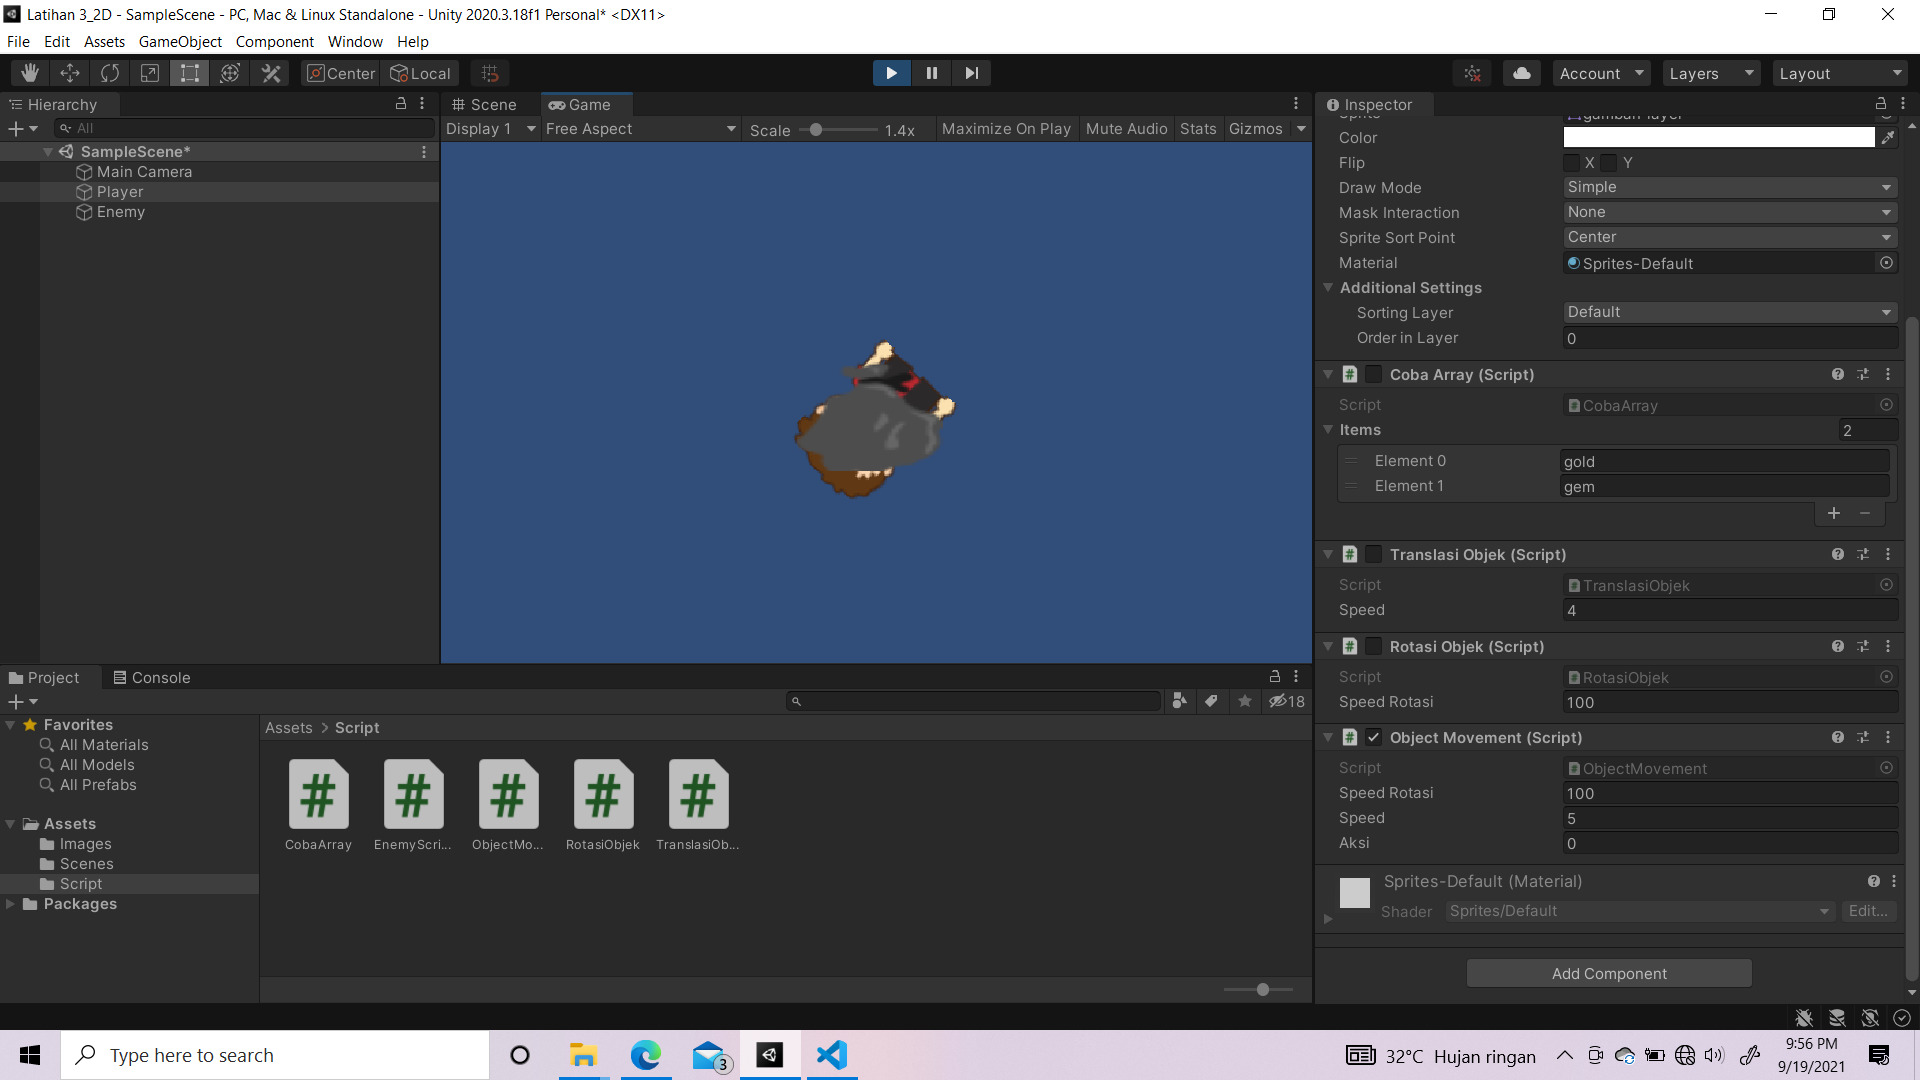 Latihan 3_2D - SampleScene - PC, Mac & Linux Standalone - Unity 2020.3.18f1 Personal* <DX11>
File Edit Assets GameObject Component Window Help
Center Local Account Layers Layout
Hierarchy
All
SampleScene*
Main Camera
Player
Enemy
Scene Game
Display 1 Free Aspect Scale 1.4x Maximize On Play Mute Audio Stats Gizmos
Inspector
Color
Flip X Y
Draw Mode Simple
Mask Interaction None
Sprite Sort Point Center
Material Sprites-Default
Additional Settings
Sorting Layer Default
Order in Layer 0
# Coba Array (Script)
Script CobaArray
Items 2
Element 0 gold
Element 1 gem
+ −
# Translasi Objek (Script)
Script TranslasiObjek
Speed 4
# Rotasi Objek (Script)
Script RotasiObjek
Speed Rotasi 100
# Object Movement (Script)
Script ObjectMovement
Speed Rotasi 100
Speed 5
Aksi 0
Sprites-Default (Material)
Shader Sprites/Default Edit...
Add Component
Project Console
18
Favorites
All Materials
All Models
All Prefabs
Assets
Images
Scenes
Script
Packages
Assets > Script
# # # # #
CobaArray EnemyScri... ObjectMo... RotasiObjek TranslasiOb...
Type here to search
3
32°C Hujan ringan
9:56 PM
9/19/2021